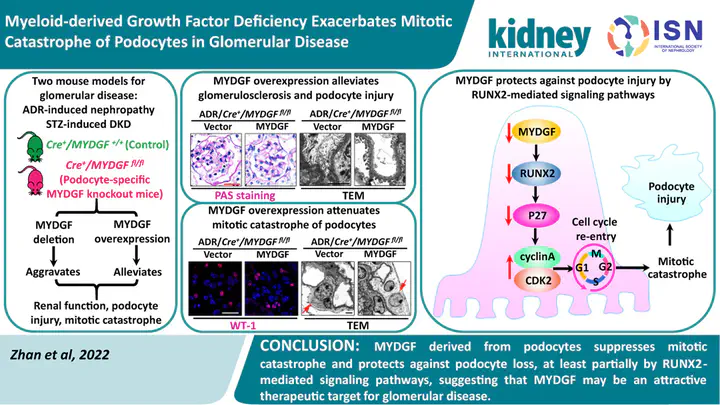 Myeloid-derived Growth Factor Deficiency Exacerbates Mitotic
Catastrophe of Podocytes in Glomerular Disease
kidney
INTERNATIONAL
ISN
INTERNATIONAL SOCIETY
OF NEPHROLOGY
Two mouse models for
glomerular disease:
ADR-induced nephropathy
STZ-induced DKD
Cre+/MYDGF +/+ (Control)
Cre+/MYDGF fl/fl
(Podocyte-specific
MYDGF knockout mice)
MYDGF
deletion
MYDGF
overexpression
Aggravates
Alleviates
Renal function, podocyte
injury, mitotic catastrophe
MYDGF overexpression alleviates
glomerulosclerosis and podocyte injury
ADR/Cre+/MYDGF fl/fl
ADR/Cre+/MYDGF fl/fl
Vector
MYDGF
Vector
MYDGF
PAS staining
TEM
MYDGF overexpression attenuates
mitotic catastrophe of podocytes
ADR/Cre+/MYDGF fl/fl
ADR/Cre+/MYDGF fl/fl
Vector
MYDGF
Vector
MYDGF
WT-1
TEM
MYDGF protects against podocyte injury by
RUNX2-mediated signaling pathways
MYDGF
RUNX2
P27
cyclinA
CDK2
Cell cycle
re-entry
M
G1
G2
S
Mitotic
catastrophe
Podocyte
injury
Zhan et al, 2022
CONCLUSION: MYDGF derived from podocytes suppresses mitotic
catastrophe and protects against podocyte loss, at least partially by RUNX2-
mediated signaling pathways, suggesting that MYDGF may be an attractive
therapeutic target for glomerular disease.